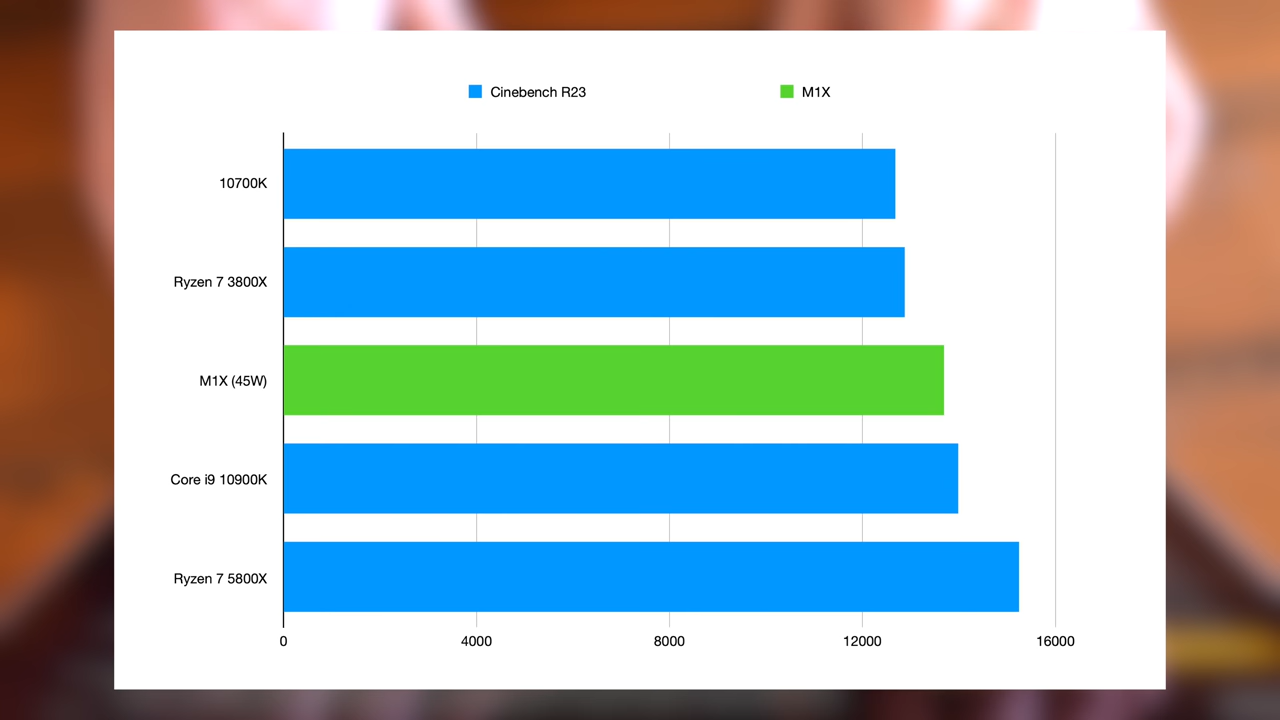 Cinebench R23
M1X
10700K
Ryzen 7 3800X
M1X (45W)
Core i9 10900K
Ryzen 7 5800X
0 4000 8000 12000 16000